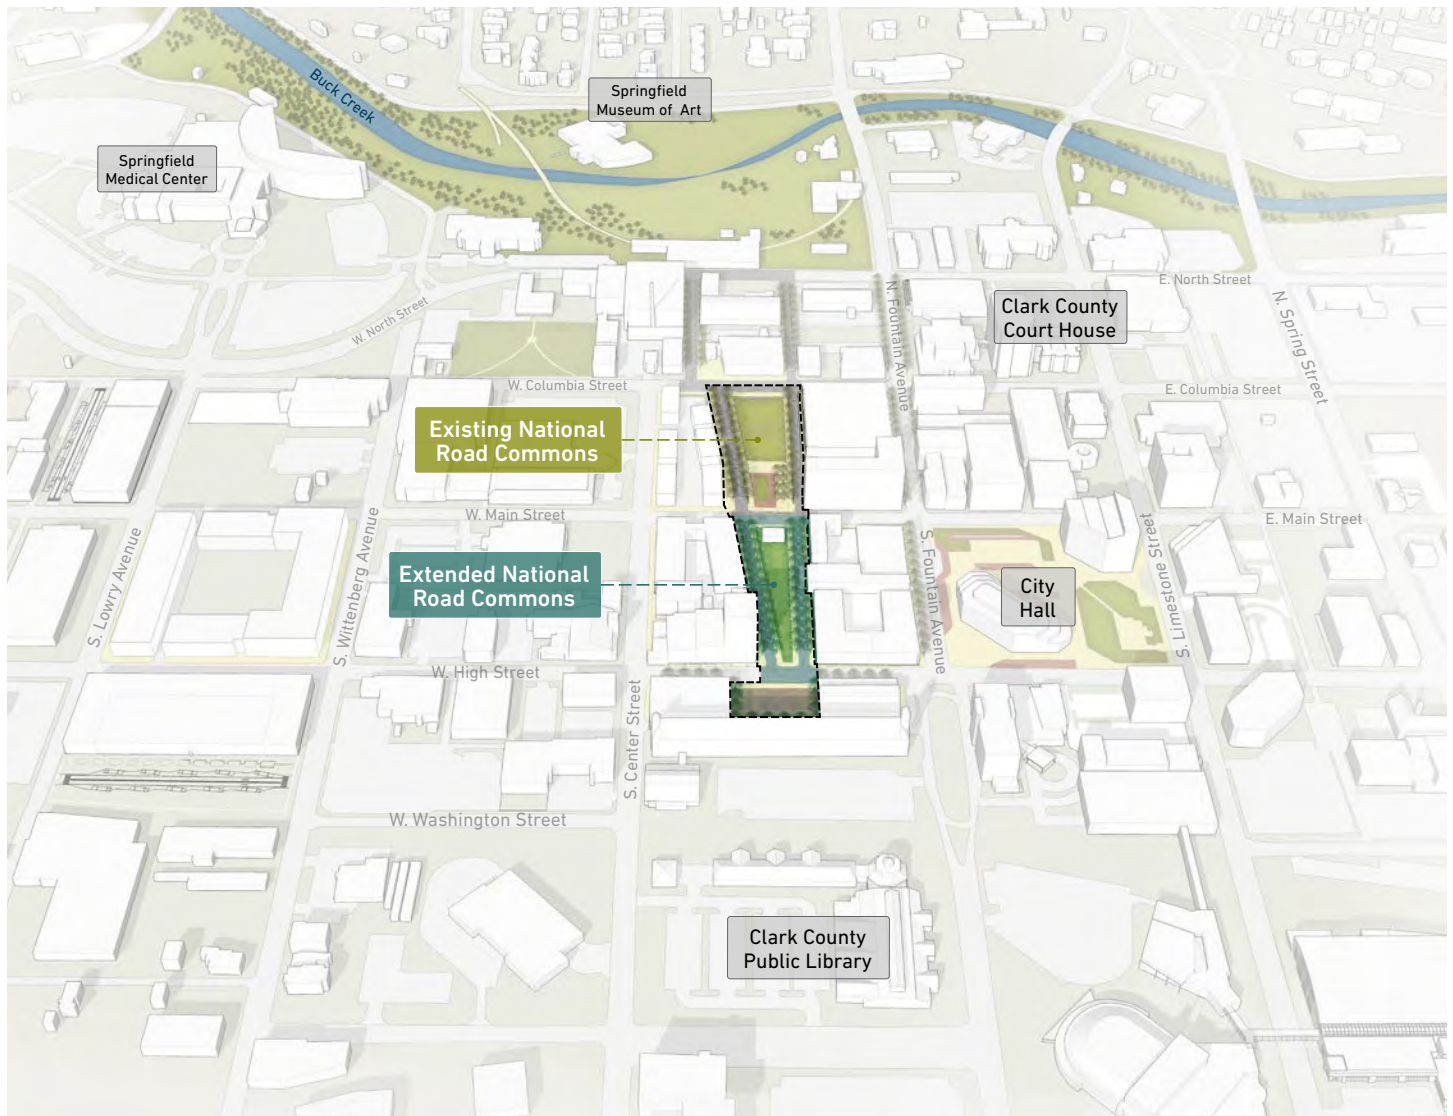 Buck Creek
Springfield
Museum of Art
Springfield
Medical Center
E. North Street
N. Fountain Avenue
Clark County
Court House
N. Spring Street
W. North Street
W. Columbia Street
E. Columbia Street
Existing National
Road Commons
W. Main Street
E. Main Street
S. Lowry Avenue
S. Wittenberg Avenue
S. Fountain Avenue
S. Limestone Street
Extended National
Road Commons
City
Hall
W. High Street
S. Center Street
W. Washington Street
Clark County
Public Library